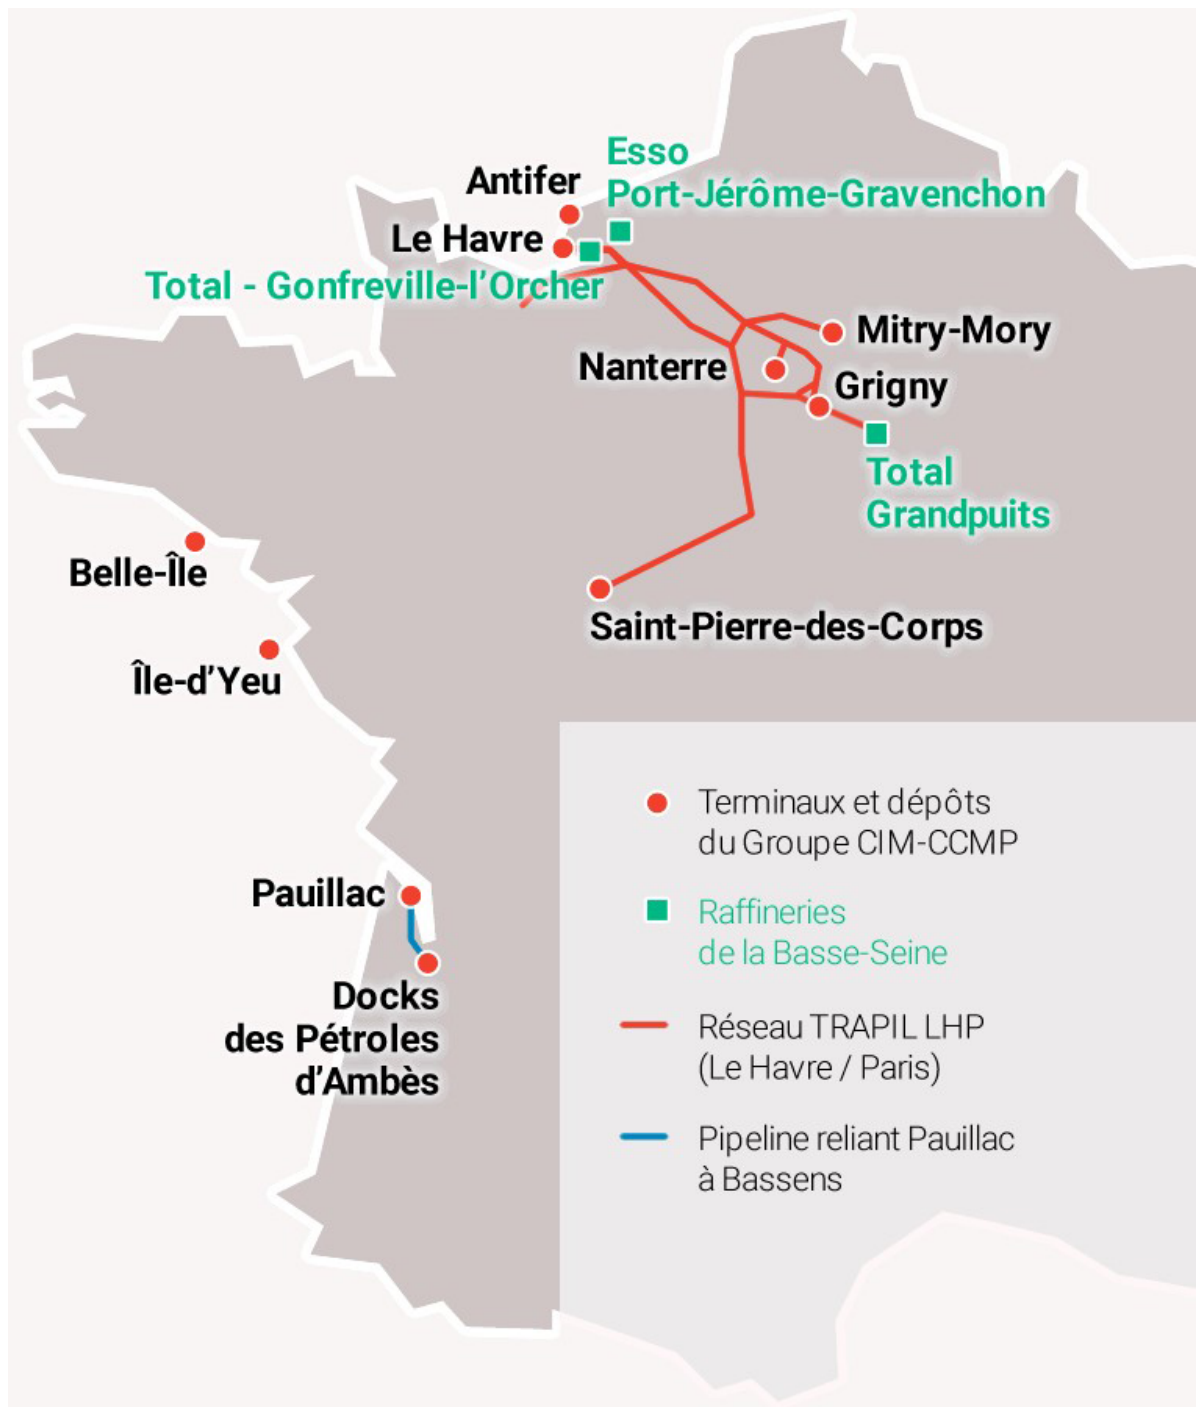 Esso
Port-Jérôme-Gravenchon
Antifer
Le Havre
Total - Gonfreville-l’Orcher
Mitry-Mory
Nanterre
Grigny
Total
Grandpuits
Belle-Île
Saint-Pierre-des-Corps
Île-d’Yeu
Terminaux et dépôts
du Groupe CIM-CCMP
Pauillac
Raffineries
de la Basse-Seine
Docks
des Pétroles
d’Ambès
Réseau TRAPIL LHP
(Le Havre / Paris)
Pipeline reliant Pauillac
à Bassens